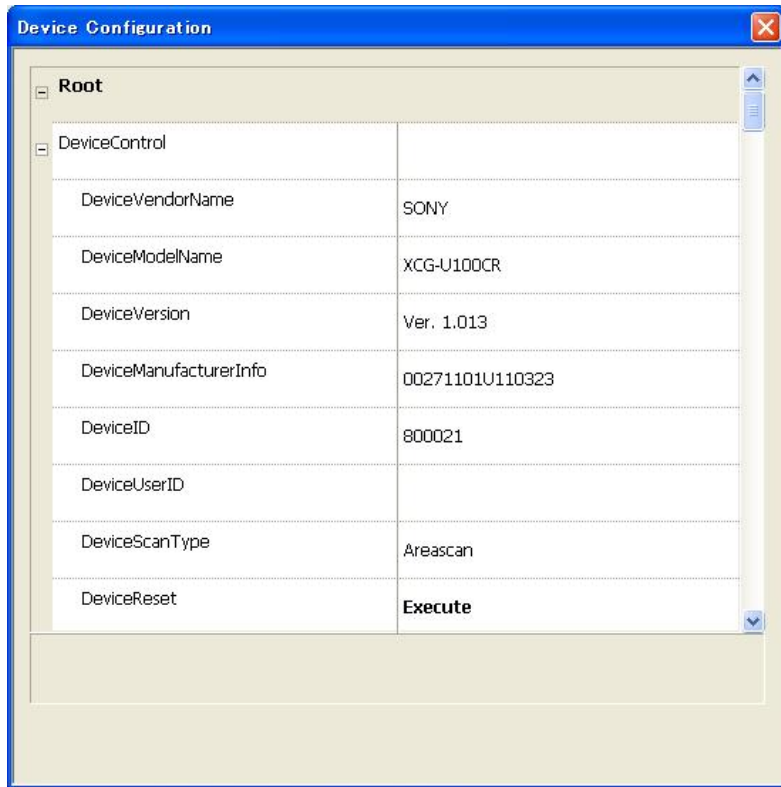 Device Configuration
Root
DeviceControl
DeviceVendorName SONY
DeviceModelName XCG-U100CR
DeviceVersion Ver. 1.013
DeviceManufacturerInfo 00271101U110323
DeviceID 800021
DeviceUserID
DeviceScanType Areascan
DeviceReset Execute